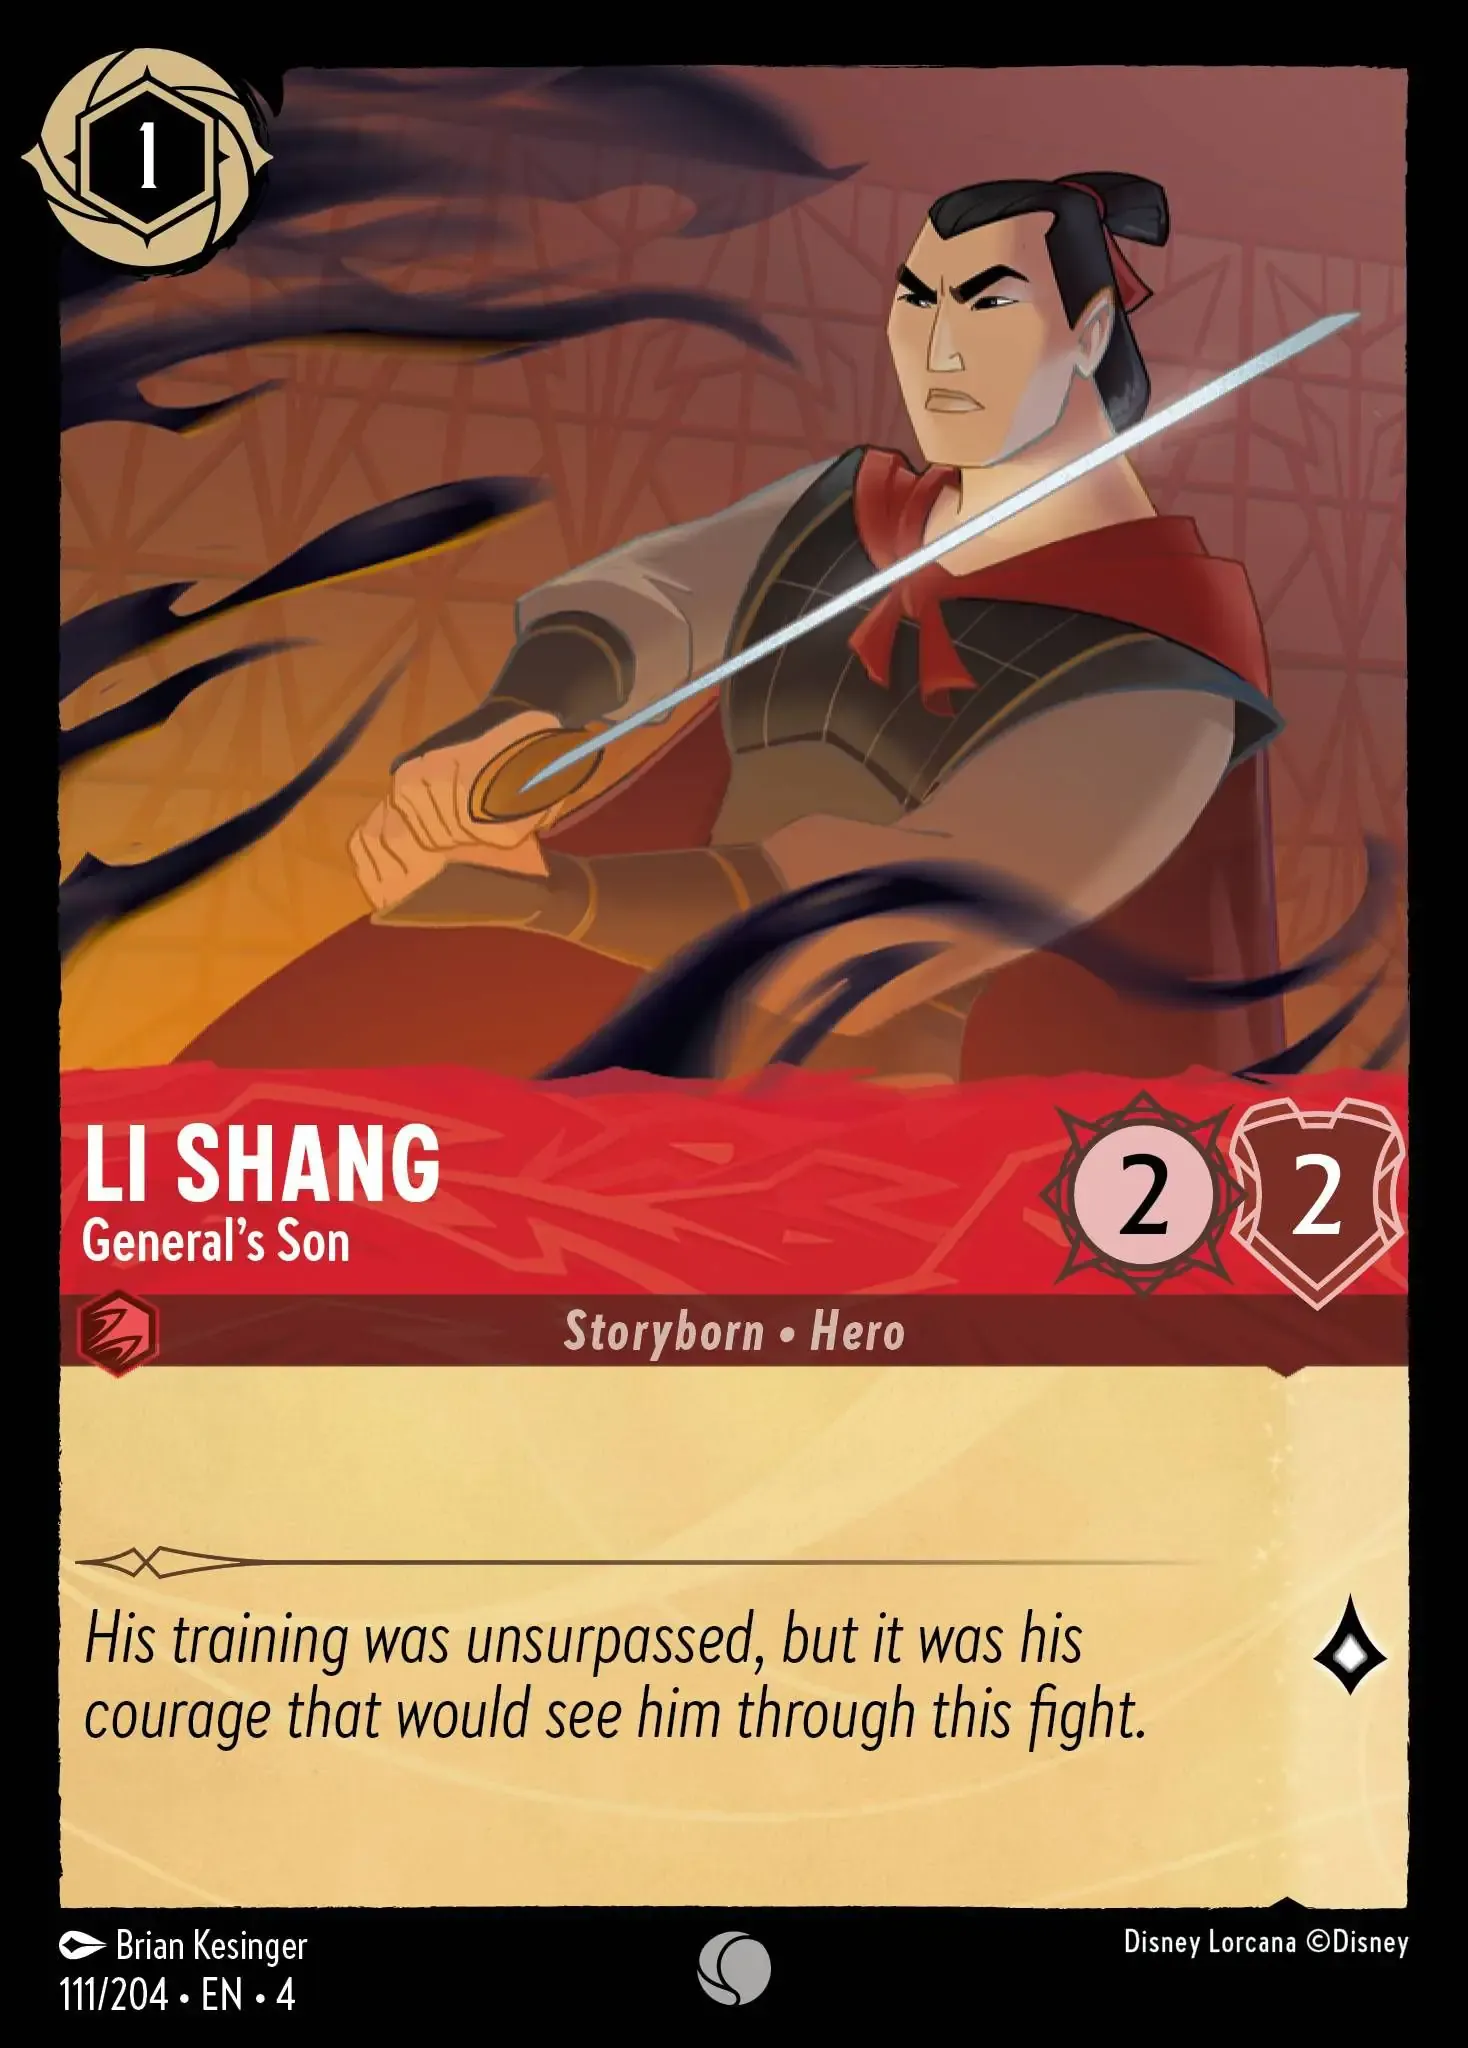 1
LI SHANG
General's Son
2
2
Storyborn • Hero
His training was unsurpassed, but it was his
courage that would see him through this fight.
Brian Kesinger
111/204 • EN • 4
Disney Lorcana ©Disney